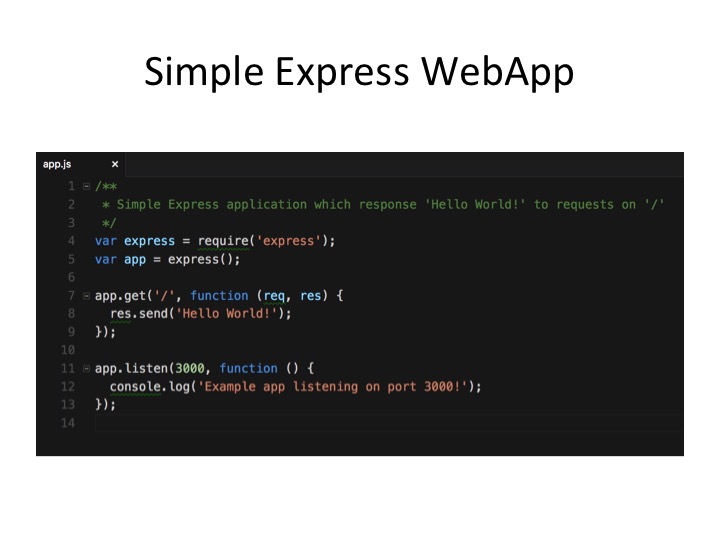 Simple Express WebApp
app.js ×
1 /**
2 * Simple Express application which response 'Hello World!' to requests on '/'
3 */
4 var express = require('express');
5 var app = express();
6
7 app.get('/', function (req, res) {
8 res.send('Hello World!');
9 });
10
11 app.listen(3000, function () {
12 console.log('Example app listening on port 3000!');
13 });
14